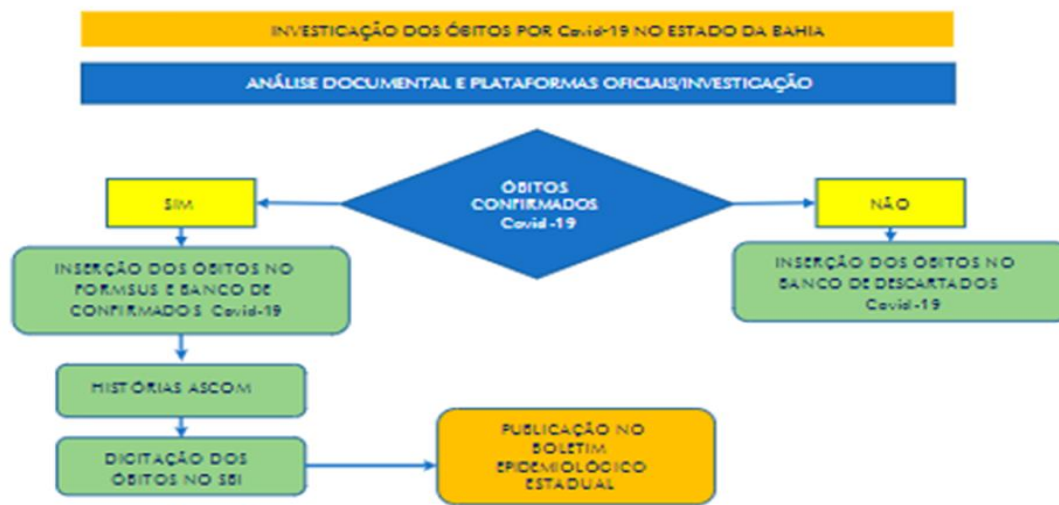 INVESTIGAÇÃO DOS ÓBITOS POR Covid-19 NO ESTADO DA BAHIA
ANÁLISE DOCUMENTAL E PLATAFORMAS OFICIAIS/INVESTIGAÇÃO
ÓBITOS
CONFIRMADOS
Covid-19
SIM
NÃO
INSERÇÃO DOS ÓBITOS NO
FORMSUS E BANCO DE
CONFIRMADOS Covid-19
INSERÇÃO DOS ÓBITOS NO
BANCO DE DESCARTADOS
Covid-19
HISTÓRIAS ASCOM
DIGITAÇÃO DOS
ÓBITOS NO SBI
PUBLICAÇÃO NO
BOLETIM
EPIDEMIOLÓGICO
ESTADUAL